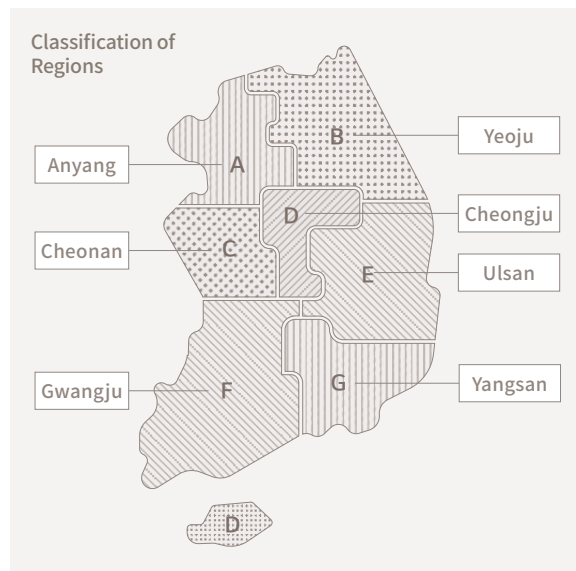 Classification of
Regions
B
Yeoju
Anyang
A
D
Cheongju
Cheonan
C
E
Ulsan
Gwangju
F
G
Yangsan
D